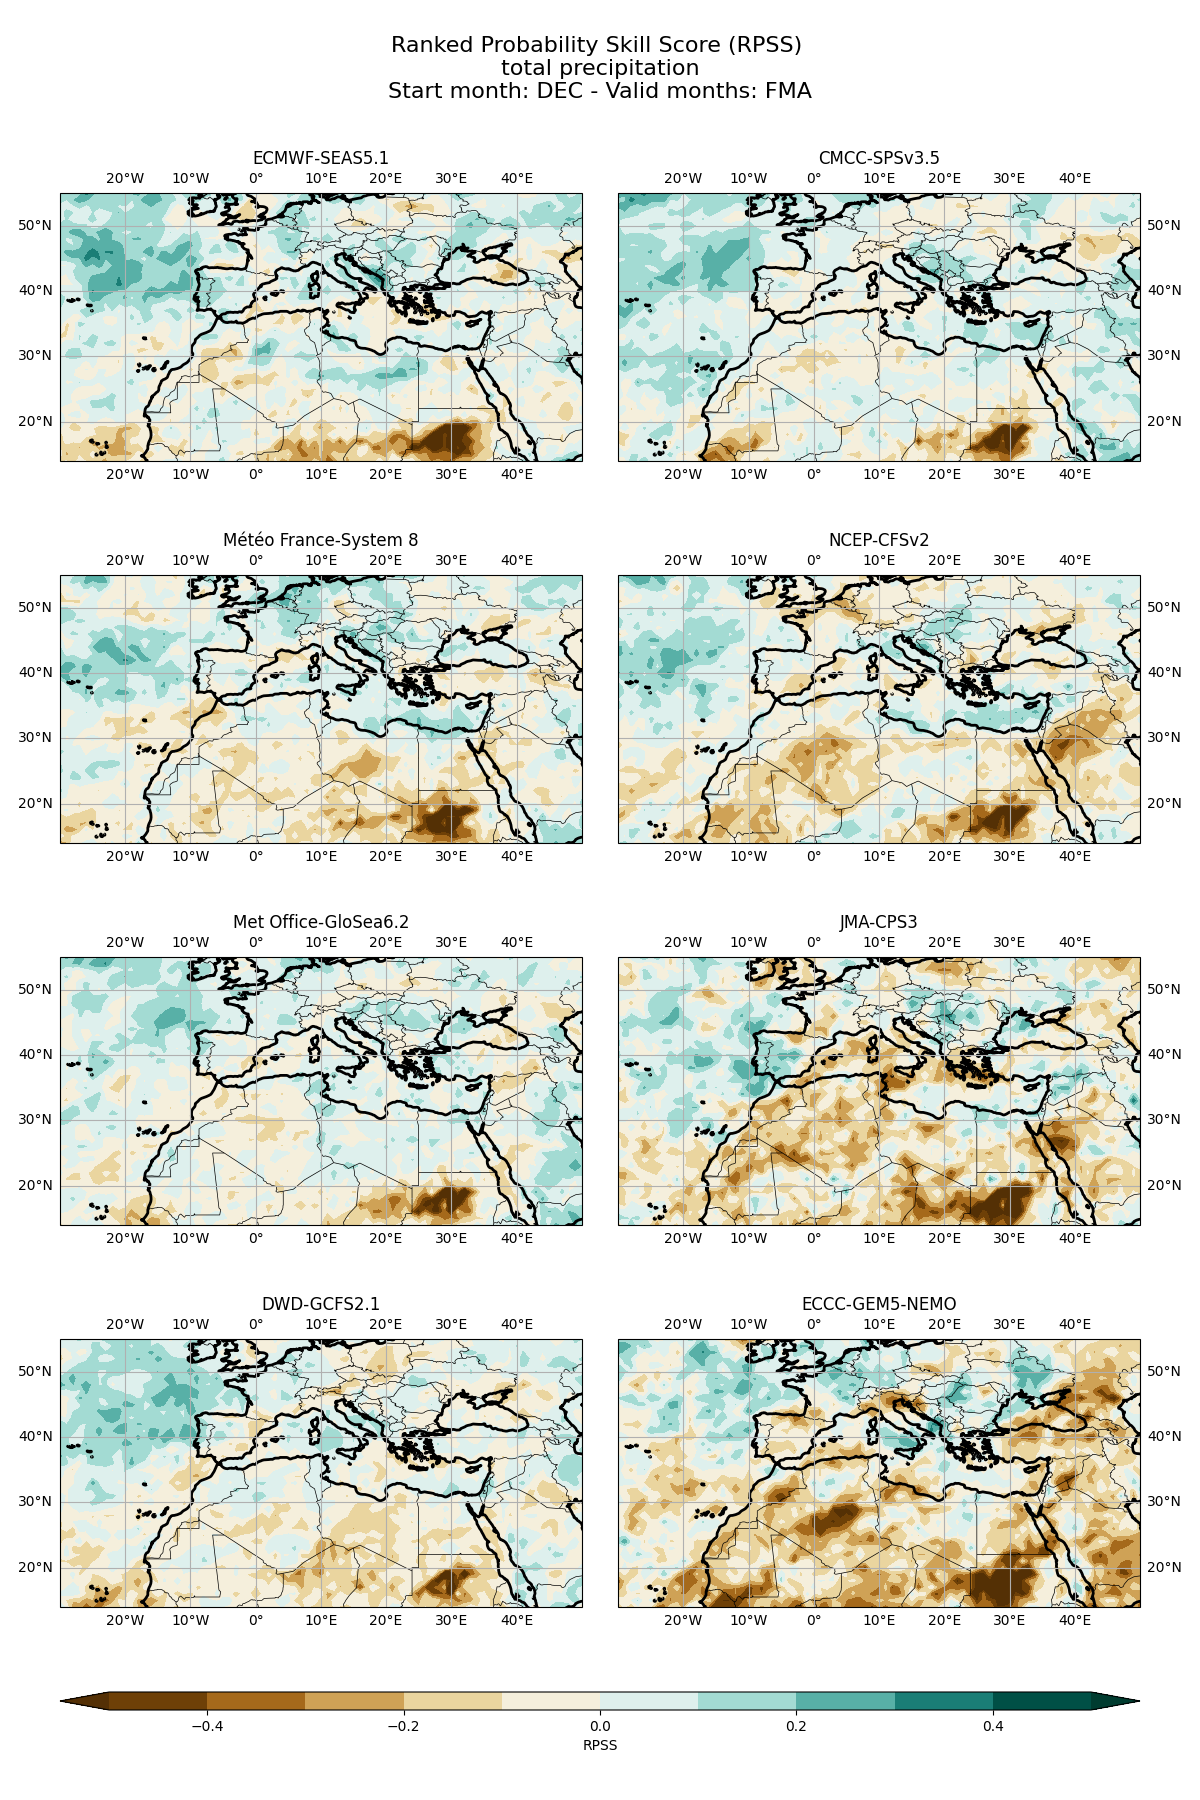 Ranked Probability Skill Score (RPSS)
total precipitation
Start month: DEC - Valid months: FMA
ECMWF-SEAS5.1
20°W 10°W 0° 10°E 20°E 30°E 40°E
50°N
40°N
30°N
20°N
20°W 10°W 0° 10°E 20°E 30°E 40°E
CMCC-SPSv3.5
20°W 10°W 0° 10°E 20°E 30°E 40°E
50°N
40°N
30°N
20°N
20°W 10°W 0° 10°E 20°E 30°E 40°E
Météo France-System 8
20°W 10°W 0° 10°E 20°E 30°E 40°E
50°N
40°N
30°N
20°N
20°W 10°W 0° 10°E 20°E 30°E 40°E
NCEP-CFSv2
20°W 10°W 0° 10°E 20°E 30°E 40°E
50°N
40°N
30°N
20°N
20°W 10°W 0° 10°E 20°E 30°E 40°E
Met Office-GloSea6.2
20°W 10°W 0° 10°E 20°E 30°E 40°E
50°N
40°N
30°N
20°N
20°W 10°W 0° 10°E 20°E 30°E 40°E
JMA-CPS3
20°W 10°W 0° 10°E 20°E 30°E 40°E
50°N
40°N
30°N
20°N
20°W 10°W 0° 10°E 20°E 30°E 40°E
DWD-GCFS2.1
20°W 10°W 0° 10°E 20°E 30°E 40°E
50°N
40°N
30°N
20°N
20°W 10°W 0° 10°E 20°E 30°E 40°E
ECCC-GEM5-NEMO
20°W 10°W 0° 10°E 20°E 30°E 40°E
50°N
40°N
30°N
20°N
20°W 10°W 0° 10°E 20°E 30°E 40°E
−0.4 −0.2 0.0 0.2 0.4
RPSS